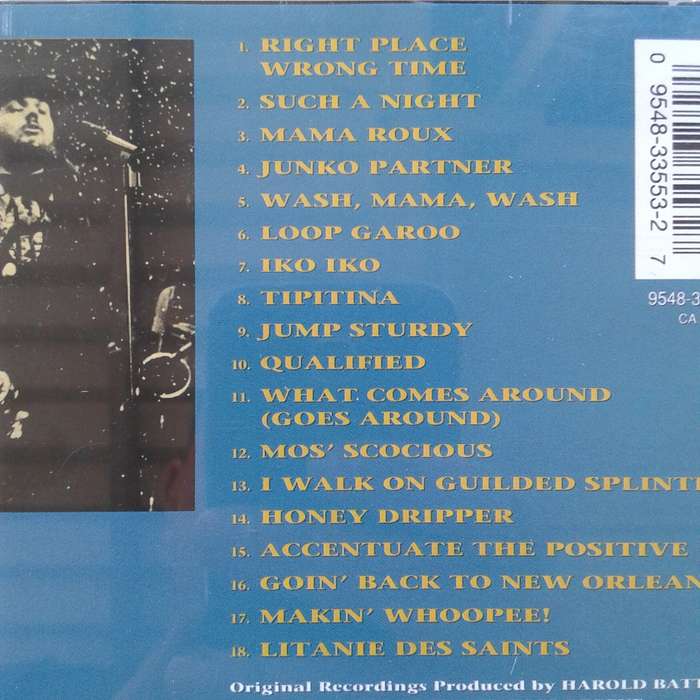 1. RIGHT PLACE
WRONG TIME
2. SUCH A NIGHT
3. MAMA ROUX
4. JUNKO PARTNER
5. WASH, MAMA, WASH
6. LOOP GAROO
7. IKO IKO
8. TIPITINA
9. JUMP STURDY
10. QUALIFIED
11. WHAT COMES AROUND
(GOES AROUND)
12. MOS' SCOCIOUS
13. I WALK ON GUILDED SPLINT
14. HONEY DRIPPER
15. ACCENTUATE THE POSITIVE
16. GOIN' BACK TO NEW ORLEAN
17. MAKIN' WHOOPEE!
18. LITANIE DES SAINTS
Original Recordings Produced by HAROLD BATT
0 9548-33553-2 7
9548-3
CA